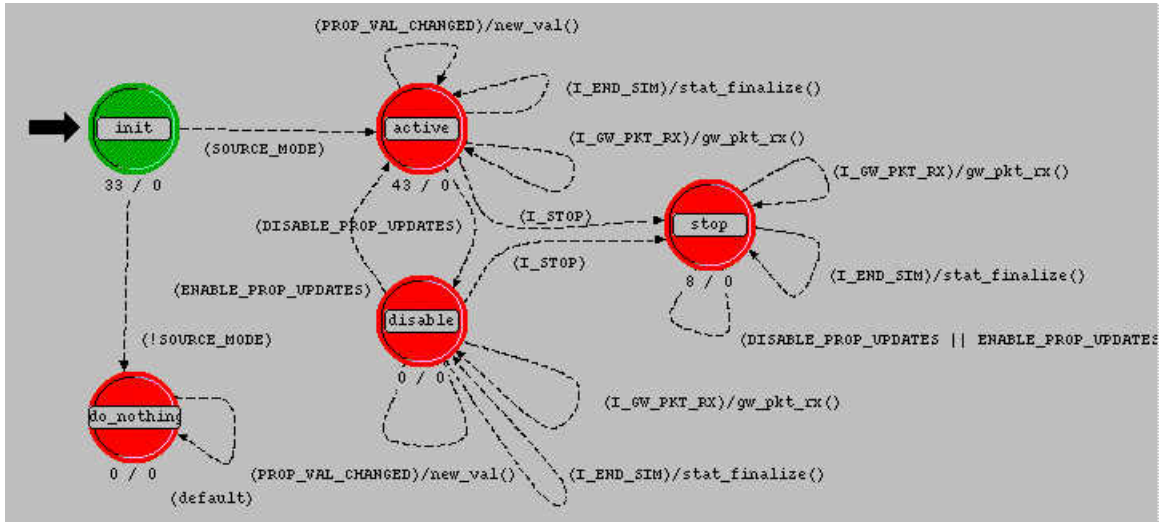 (PROP_VAL_CHANGED)/new_val()
(I_END_SIM)/stat_finalize()
init
active
(SOURCE_MODE)
(I_GW_PKT_RX)/gw_pkt_rx()
33 / 0
43 / 0
(I_GW_PKT_RX)/gw_pkt_rx()
(DISABLE_PROP_UPDATES)
(I_STOP)
stop
(I_STOP)
(I_END_SIM)/stat_finalize()
8 / 0
(ENABLE_PROP_UPDATES)
disable
(!SOURCE_MODE)
(DISABLE_PROP_UPDATES || ENABLE_PROP_UPDATES
0 / 0
do_nothing
(I_GW_PKT_RX)/gw_pkt_rx()
0 / 0
(PROP_VAL_CHANGED)/new_val()
(I_END_SIM)/stat_finalize()
(default)